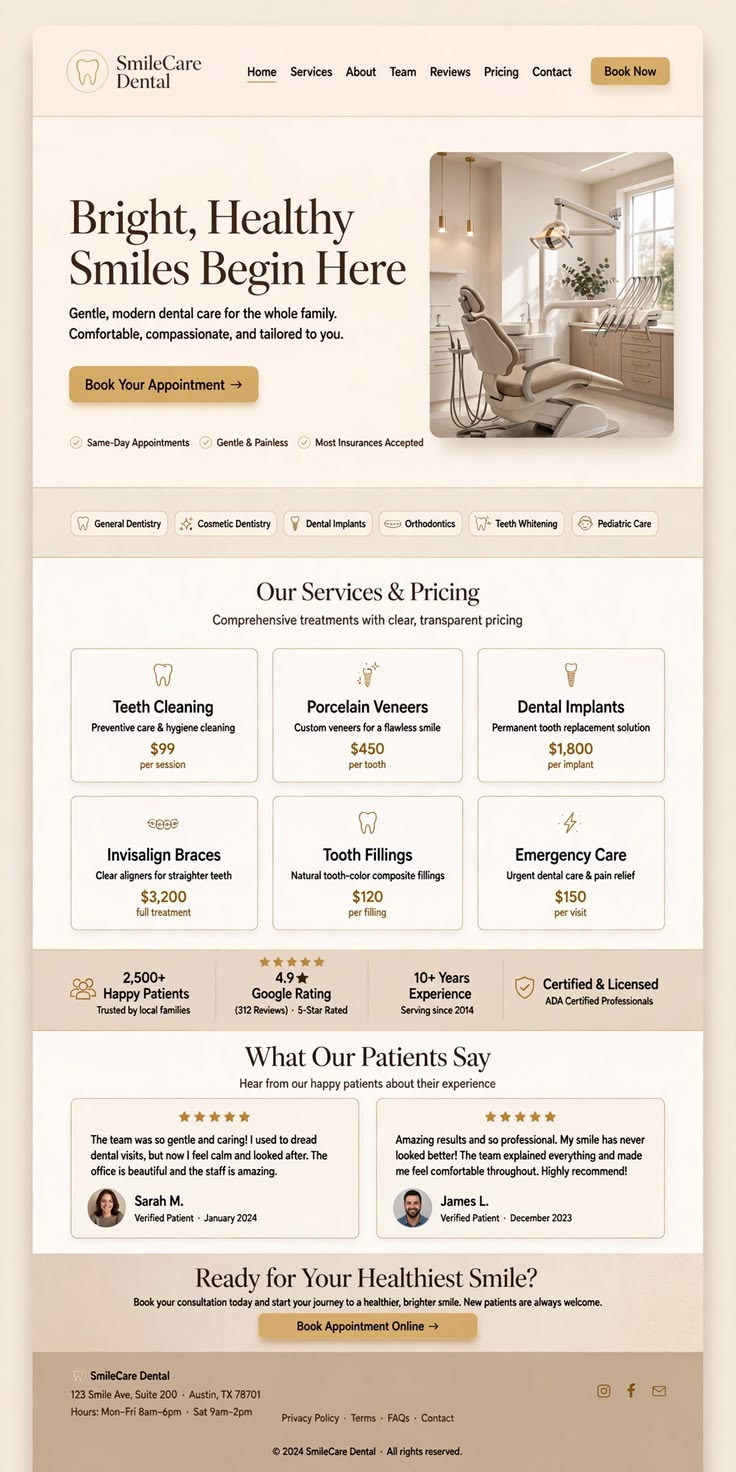 SmileCare
Dental
Home Services About Team Reviews Pricing Contact Book Now
Bright, Healthy
Smiles Begin Here
Gentle, modern dental care for the whole family.
Comfortable, compassionate, and tailored to you.
Book Your Appointment →
Same-Day Appointments Gentle & Painless Most Insurances Accepted
General Dentistry Cosmetic Dentistry Dental Implants Orthodontics Teeth Whitening Pediatric Care
Our Services & Pricing
Comprehensive treatments with clear, transparent pricing
Teeth Cleaning
Preventive care & hygiene cleaning
$99
per session
Porcelain Veneers
Custom veneers for a flawless smile
$450
per tooth
Dental Implants
Permanent tooth replacement solution
$1,800
per implant
Invisalign Braces
Clear aligners for straighter teeth
$3,200
full treatment
Tooth Fillings
Natural tooth-color composite fillings
$120
per filling
Emergency Care
Urgent dental care & pain relief
$150
per visit
2,500+
Happy Patients
Trusted by local families
4.9★
Google Rating
(312 Reviews) · 5-Star Rated
10+ Years
Experience
Serving since 2014
Certified & Licensed
ADA Certified Professionals
What Our Patients Say
Hear from our happy patients about their experience
The team was so gentle and caring! I used to dread
dental visits, but now I feel calm and looked after. The
office is beautiful and the staff is amazing.
Sarah M.
Verified Patient · January 2024
Amazing results and so professional. My smile has never
looked better! The team explained everything and made
me feel comfortable throughout. Highly recommend!
James L.
Verified Patient · December 2023
Ready for Your Healthiest Smile?
Book your consultation today and start your journey to a healthier, brighter smile. New patients are always welcome.
Book Appointment Online →
SmileCare Dental
123 Smile Ave, Suite 200 · Austin, TX 78701
Hours: Mon–Fri 8am–6pm · Sat 9am–2pm
Privacy Policy · Terms · FAQs · Contact
© 2024 SmileCare Dental · All rights reserved.